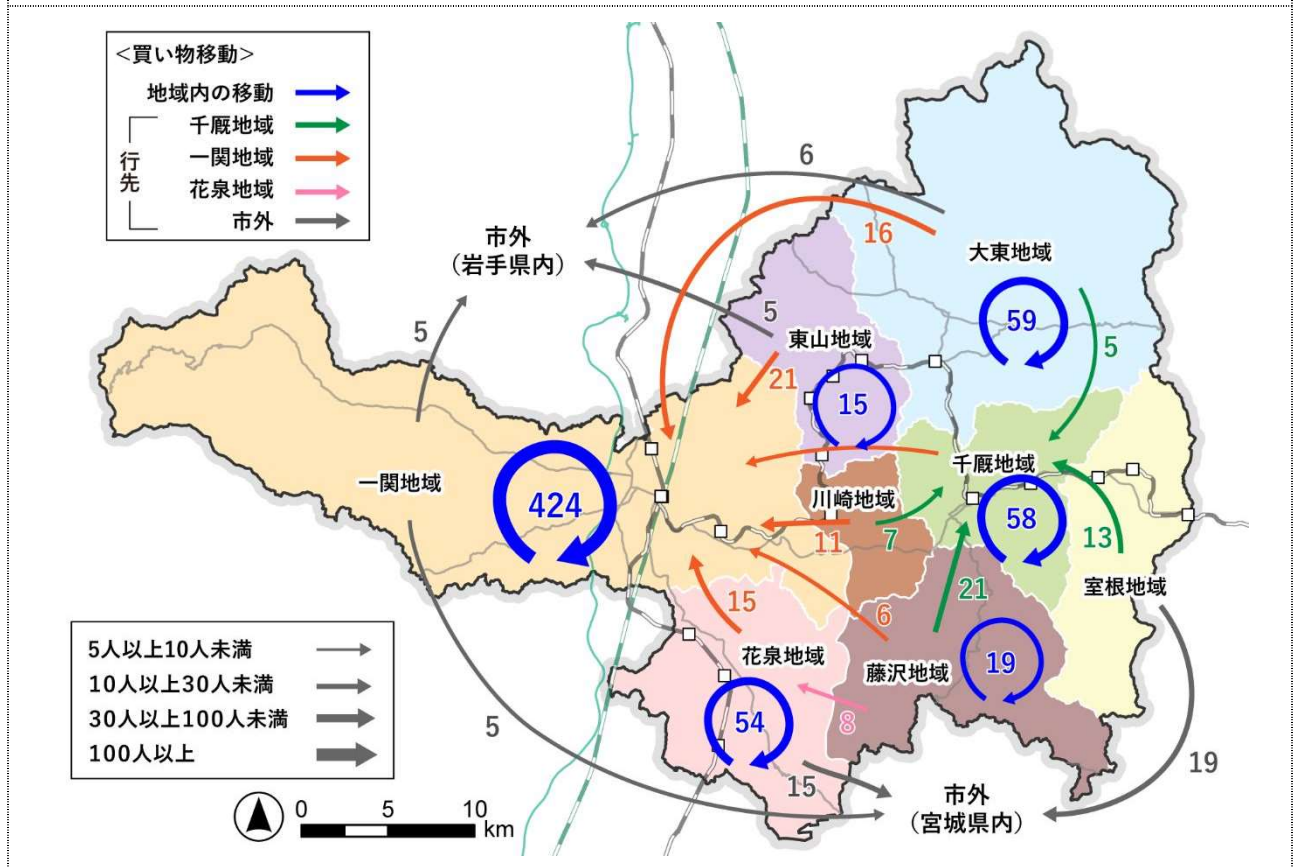 <買い物移動>
地域内の移動
行先
千厩地域
一関地域
花泉地域
市外
6
市外
(岩手県内)
16
大東地域
5
5
59
東山地域
5
21
15
千厩地域
一関地域
424
川崎地域
58
11
7
13
15
21
室根地域
6
花泉地域
藤沢地域
19
5人以上10人未満
10人以上30人未満
30人以上100人未満
100人以上
5
54
8
15
19
市外
(宮城県内)
0 5 10
km